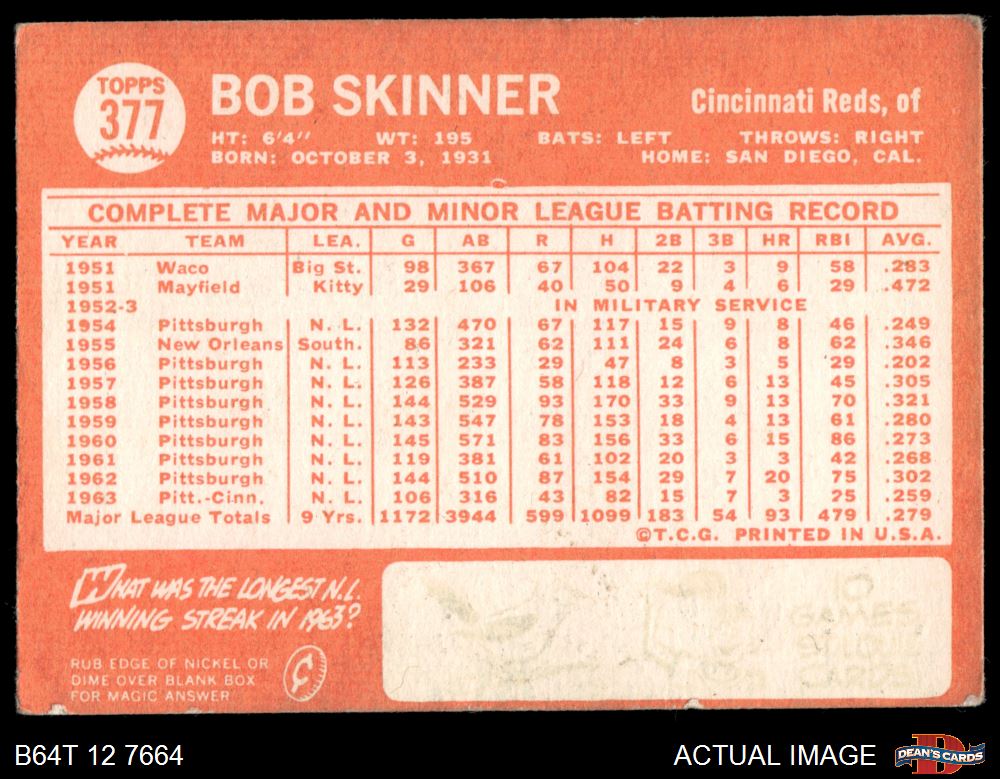 TOPPS
377
BOB SKINNER
Cincinnati Reds, of
HT: 6'4" WT: 195 BATS: LEFT THROWS: RIGHT
BORN: OCTOBER 3, 1931 HOME: SAN DIEGO, CAL.
COMPLETE MAJOR AND MINOR LEAGUE BATTING RECORD
YEAR TEAM LEA. G AB R H 2B 3B HR RBI AVG.
1951 Waco Big St. 98 367 67 104 22 3 9 58 .283
1951 Mayfield Kitty 29 106 40 50 9 4 6 29 .472
1952-3 IN MILITARY SERVICE
1954 Pittsburgh N. L. 132 470 67 117 15 9 8 46 .249
1955 New Orleans South. 86 321 62 111 24 6 8 62 .346
1956 Pittsburgh N. L. 113 233 29 47 8 3 5 29 .202
1957 Pittsburgh N. L. 126 387 58 118 12 6 13 45 .305
1958 Pittsburgh N. L. 144 529 93 170 33 9 13 70 .321
1959 Pittsburgh N. L. 143 547 78 153 18 4 13 61 .280
1960 Pittsburgh N. L. 145 571 83 156 33 6 15 86 .273
1961 Pittsburgh N. L. 119 381 61 102 20 3 3 42 .268
1962 Pittsburgh N. L. 144 510 87 154 29 7 20 75 .302
1963 Pitt.-Cinn. N. L. 106 316 43 82 15 7 3 25 .259
Major League Totals 9 Yrs. 1172 3944 599 1099 183 54 93 479 .279
©T.C.G. PRINTED IN U.S.A.
WHAT WAS THE LONGEST N.L.
WINNING STREAK IN 1963?
RUB EDGE OF NICKEL OR
DIME OVER BLANK BOX
FOR MAGIC ANSWER
GAMES
CARDS
B64T 12 7664
ACTUAL IMAGE
DEAN'S CARDS